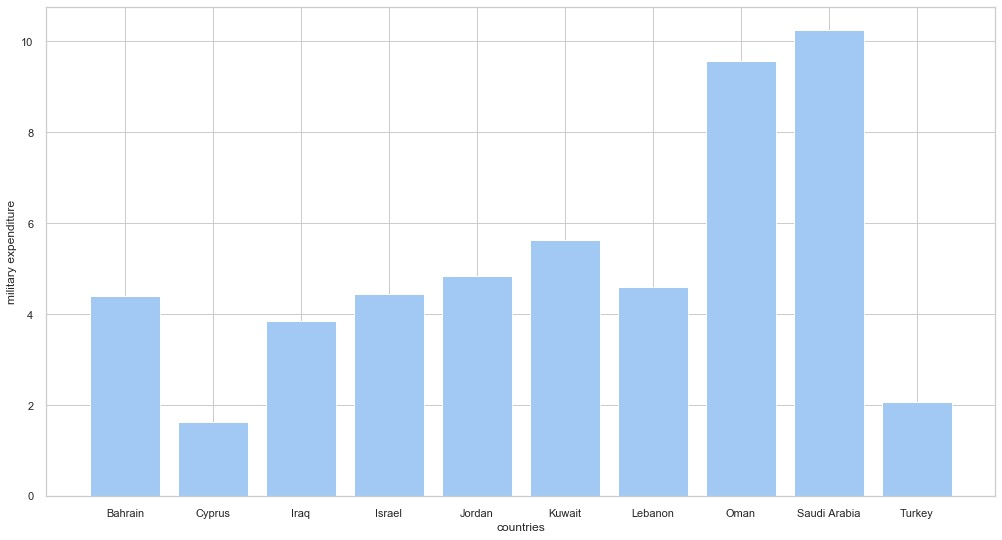 military expenditure
10
8
6
4
2
0
Bahrain Cyprus Iraq Israel Jordan Kuwait Lebanon Oman Saudi Arabia Turkey
countries